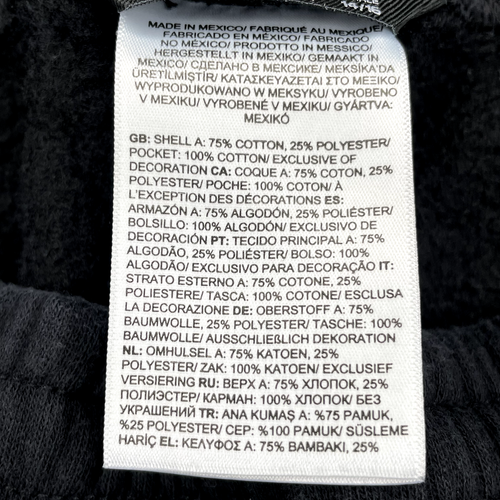 MADE IN MEXICO/ FABRIQUÉ AU MEXIQUE/
FABRICADO EN MÉXICO/ FABRICADO
NO MÉXICO/ PRODOTTO IN MESSICO/
HERGESTELLT IN MEXIKO/ GEMAAKT IN
MEXICO/ СДЕЛАНО В МЕКСИКЕ/ MEKSİKA'DA
ÜRETİLMİŞTİR/ ΚΑΤΑΣΚΕΥΑΖΕΤΑΙ ΣΤΟ ΜΕΞΙΚΟ/
WYPRODUKOWANO W MEKSYKU/ VYROBENO
V MEXIKU/ VYROBENÉ V MEXIKU/ GYÁRTVA:
MEXIKÓ
GB: SHELL A: 75% COTTON, 25% POLYESTER/
POCKET: 100% COTTON/ EXCLUSIVE OF
DECORATION CA: COQUE A: 75% COTON, 25%
POLYESTER/ POCHE: 100% COTON/ À
L'EXCEPTION DES DÉCORATIONS ES:
ARMAZÓN A: 75% ALGODÓN, 25% POLIÉSTER/
BOLSILLO: 100% ALGODÓN/ EXCLUSIVO DE
DECORACIÓN PT: TECIDO PRINCIPAL A: 75%
ALGODÃO, 25% POLIÉSTER/ BOLSO: 100%
ALGODÃO/ EXCLUSIVO PARA DECORAÇÃO IT:
STRATO ESTERNO A: 75% COTONE, 25%
POLIESTERE/ TASCA: 100% COTONE/ ESCLUSA
LA DECORAZIONE DE: OBERSTOFF A: 75%
BAUMWOLLE, 25% POLYESTER/ TASCHE: 100%
BAUMWOLLE/ AUSSCHLIEßLICH DEKORATION
NL: OMHULSEL A: 75% KATOEN, 25%
POLYESTER/ ZAK: 100% KATOEN/ EXCLUSIEF
VERSIERING RU: ВЕРХ А: 75% ХЛОПОК, 25%
ПОЛИЭСТЕР/ КАРМАН: 100% ХЛОПОК/ БЕЗ
УКРАШЕНИЙ TR: ANA KUMAŞ A: %75 PAMUK,
%25 POLYESTER/ CEP: %100 PAMUK/ SÜSLEME
HARİÇ EL: ΚΕΛΥΦΟΣ Α: 75% ΒΑΜΒΑΚΙ, 25%